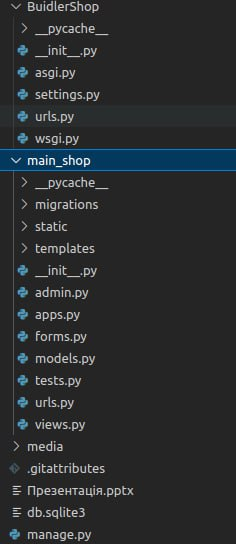 BuidlerShop
__pycache__
__init__.py
asgi.py
settings.py
urls.py
wsgi.py
main_shop
__pycache__
migrations
static
templates
__init__.py
admin.py
apps.py
forms.py
models.py
tests.py
urls.py
views.py
media
.gitattributes
Презентація.pptx
db.sqlite3
manage.py